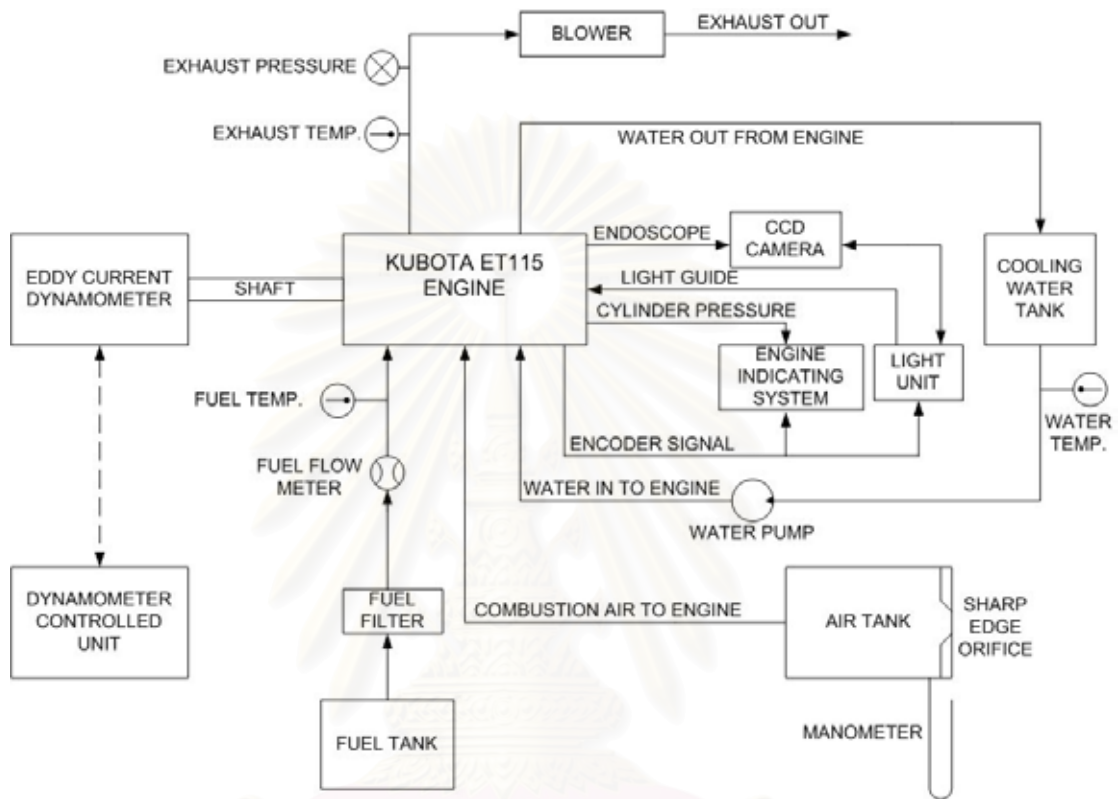 BLOWER
EXHAUST OUT
EXHAUST PRESSURE
EXHAUST TEMP.
WATER OUT FROM ENGINE
EDDY CURRENT
DYNAMOMETER
SHAFT
KUBOTA ET115
ENGINE
ENDOSCOPE
CCD
CAMERA
LIGHT GUIDE
CYLINDER PRESSURE
COOLING
WATER
TANK
ENGINE
INDICATING
SYSTEM
LIGHT
UNIT
FUEL TEMP.
WATER
TEMP.
ENCODER SIGNAL
FUEL FLOW
METER
WATER IN TO ENGINE
WATER PUMP
DYNAMOMETER
CONTROLLED
UNIT
FUEL
FILTER
COMBUSTION AIR TO ENGINE
AIR TANK
SHARP
EDGE
ORIFICE
FUEL TANK
MANOMETER